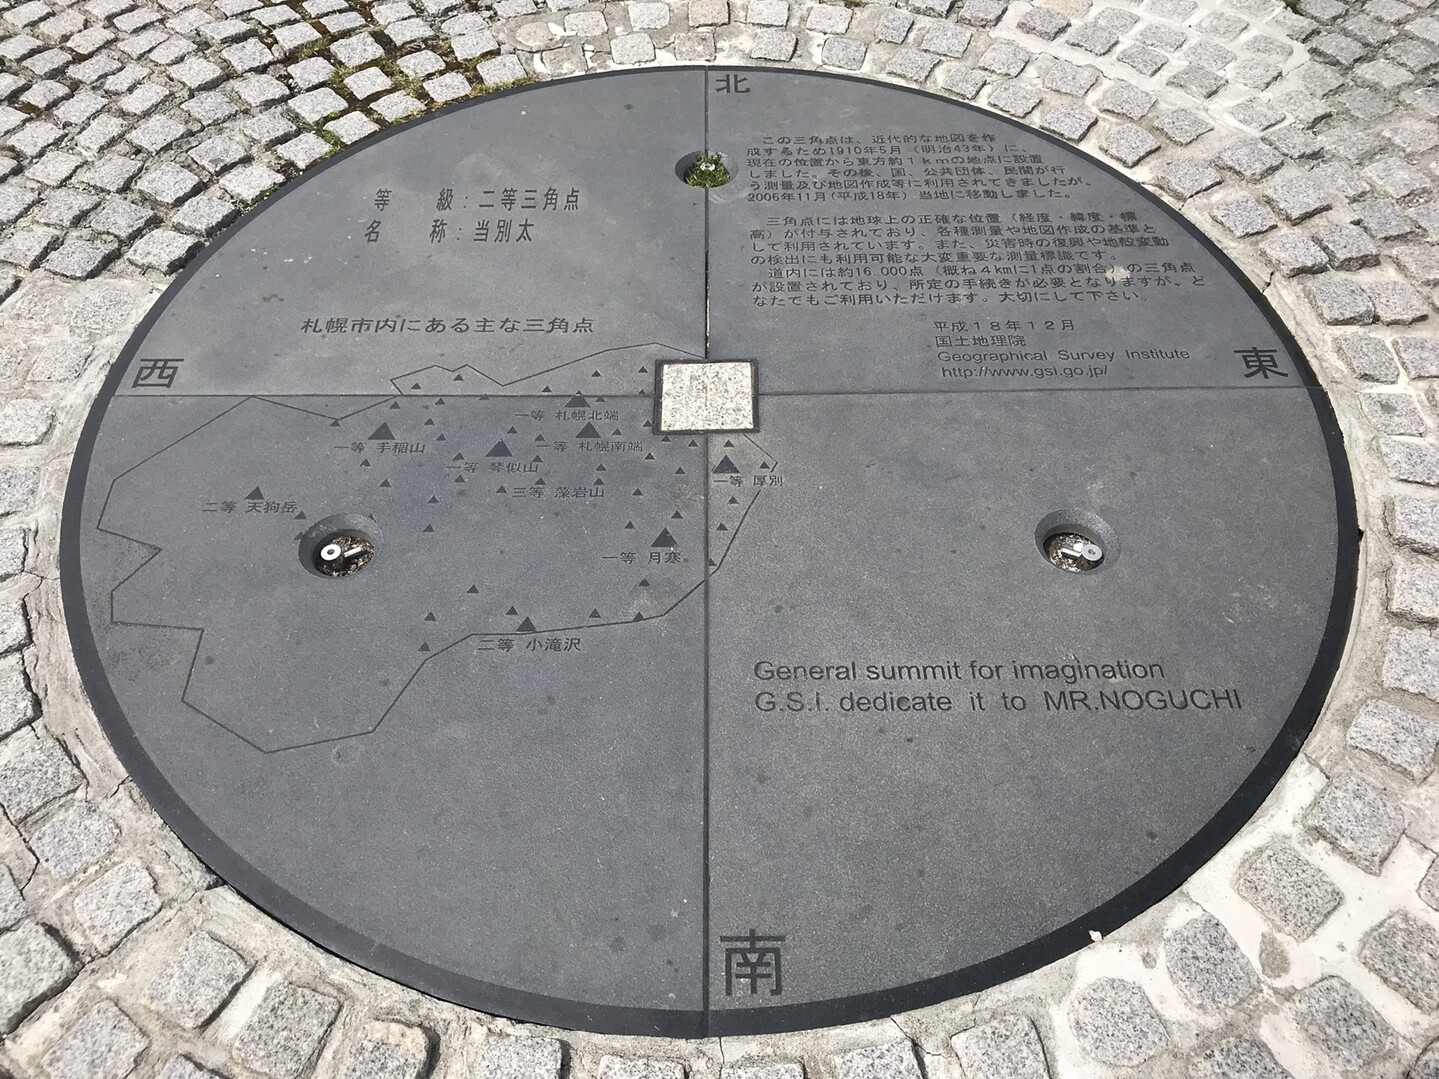 北
等　級：二等三角点
名　称：当別太
この三角点は、近代的な地図を作
成するため1910年5月（明治43年）に、
現在の位置から東方約１ｋｍの地点に設置
しました。その後、国、公共団体、民間が行
う測量及び地図作成等に利用されてきましたが、
2006年11月(平成18年）当地に移動しました。
三角点には地球上の正確な位置（経度・緯度・標
高）が付与されており、各種測量や地図作成の基準と
して利用されています。また、災害時の復興や地殻変動
の検出にも利用可能な大変重要な測量標識です。
道内には約16.000点（概ね４kmに1点の割合）の三角点
が設置されており、所定の手続きが必要となりますが、ど
なたでもご利用いただけます。大切にして下さい。
平成１８年１２月
国土地理院
Geographical Survey Institute
http://www.gsi.go.jp/
札幌市内にある主な三角点
西
東
一等 札幌北端
一等 手稲山
一等 札幌南端
一等 琴似山
一等 厚別
三等 藻岩山
二等 天狗岳
一等 月寒
二等 小滝沢
General summit for imagination
G.S.I. dedicate it to MR.NOGUCHI
南